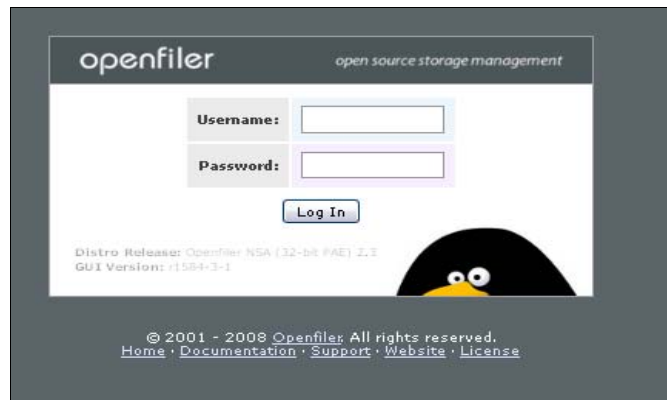 openfiler
open source storage management
Username:
Password:
Log In
Distro Release: Openfiler NSA (32-bit PAE) 2.3
GUI Version: r1584-3-1
© 2001 - 2008 Openfiler. All rights reserved.
Home · Documentation · Support · Website · License